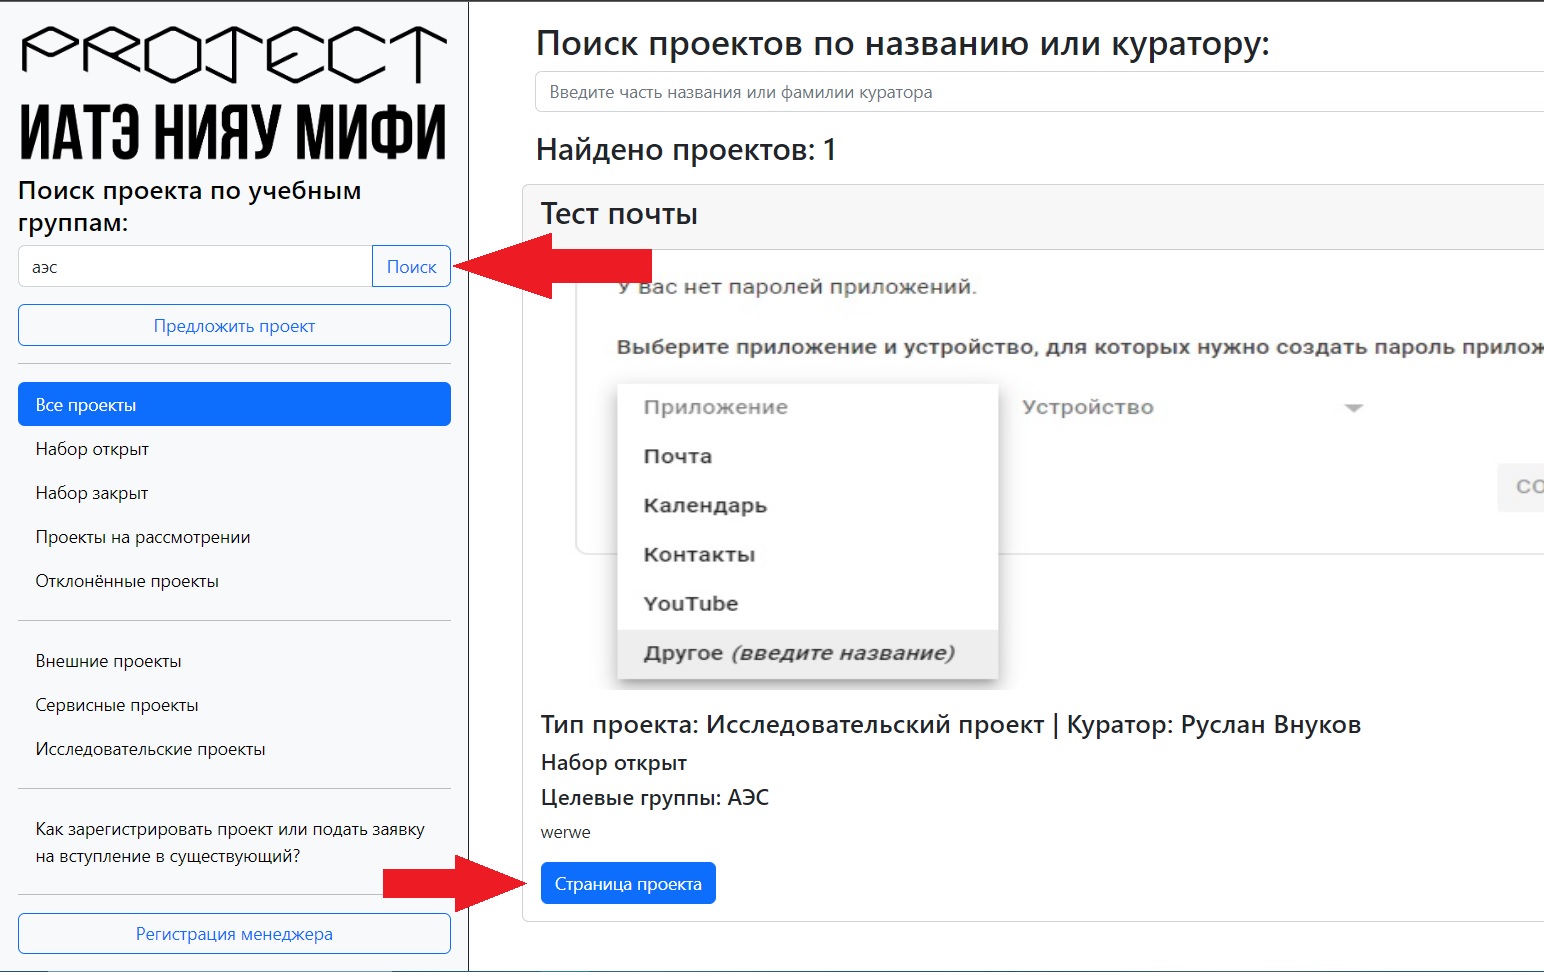 PROJECT
ИАТЭ НИЯУ МИФИ
Поиск проекта по учебным
группам:
аэс
Поиск
Предложить проект
Все проекты
Набор открыт
Набор закрыт
Проекты на рассмотрении
Отклонённые проекты
Внешние проекты
Сервисные проекты
Исследовательские проекты
Как зарегистрировать проект или подать заявку
на вступление в существующий?
Регистрация менеджера
Поиск проектов по названию или куратору:
Введите часть названия или фамилии куратора
Найдено проектов: 1
Тест почты
У вас нет паролей приложений.
Выберите приложение и устройство, для которых нужно создать пароль прилож
Приложение
Устройство
Почта
Календарь
СО
Контакты
YouTube
Другое (введите название)
Тип проекта: Исследовательский проект | Куратор: Руслан Внуков
Набор открыт
Целевые группы: АЭС
werwe
Страница проекта